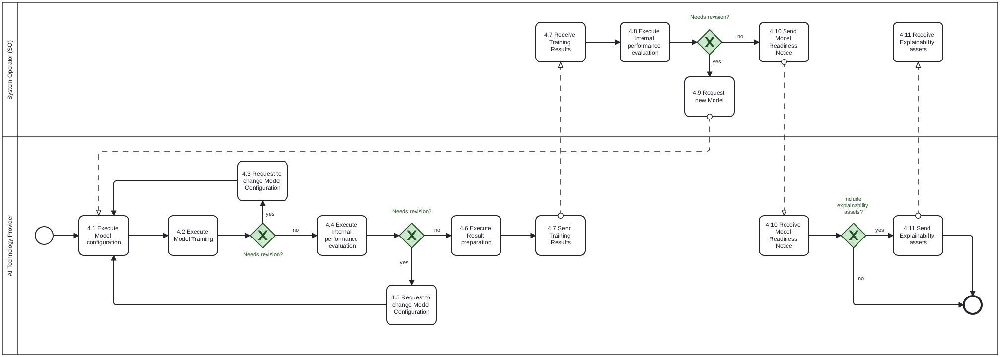 System Operator (SO)
Needs revision?
4.7 Receive
Training
Results
4.8 Execute
Internal
performance
evaluation
no
yes
4.10 Send
Model
Readiness
Notice
4.11 Receive
Explainability
assets
4.9 Request
new Model
AI Technology Provider
4.3 Request to
change Model
Configuration
yes
4.1 Execute
Model
configuration
4.2 Execute
Model Training
Needs revision?
no
4.4 Execute
Internal
performance
evaluation
Needs revision?
no
yes
4.6 Execute
Result
preparation
4.7 Send
Training
Results
4.5 Request to
change Model
Configuration
4.10 Receive
Model
Readiness
Notice
Include
explainability
assets?
yes
no
4.11 Send
Explainability
assets